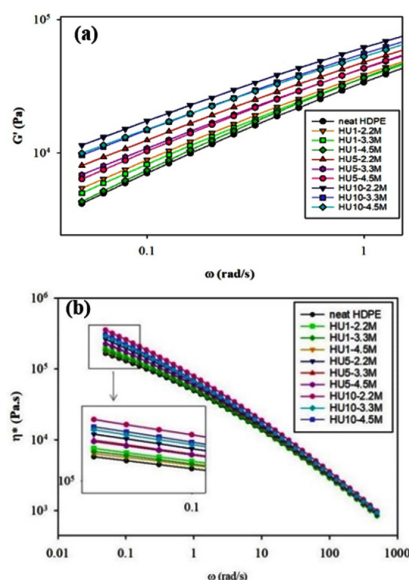 (a)
10⁵
10⁴
G' (Pa)
neat HDPE
HU1-2.2M
HU1-3.3M
HU1-4.5M
HU5-2.2M
HU5-3.3M
HU5-4.5M
HU10-2.2M
HU10-3.3M
HU10-4.5M
0.1 1
ω (rad/s)
(b)
10⁶
10⁵
10⁴
10³
η* (Pa.s)
neat HDPE
HU1-2.2M
HU1-3.3M
HU1-4.5M
HU5-2.2M
HU5-3.3M
HU5-4.5M
HU10-2.2M
HU10-3.3M
HU10-4.5M
10⁵
0.1
0.01 0.1 1 10 100 1000
ω (rad/s)